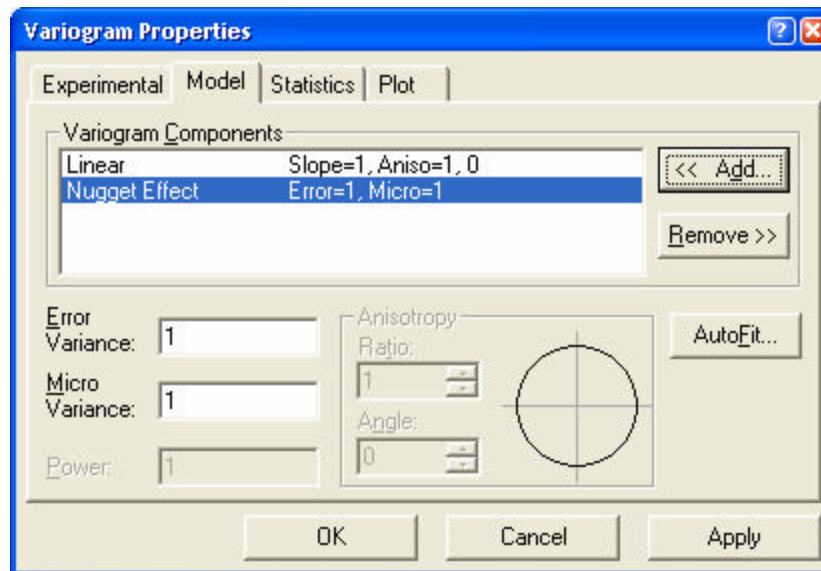 Variogram Properties
Experimental Model Statistics Plot
Variogram Components
Linear Slope=1, Aniso=1, 0
Nugget Effect Error=1, Micro=1
<< Add...
Remove >>
Error Variance: 1
Micro Variance: 1
Power: 1
Anisotropy
Ratio:
1
Angle:
0
AutoFit...
OK Cancel Apply